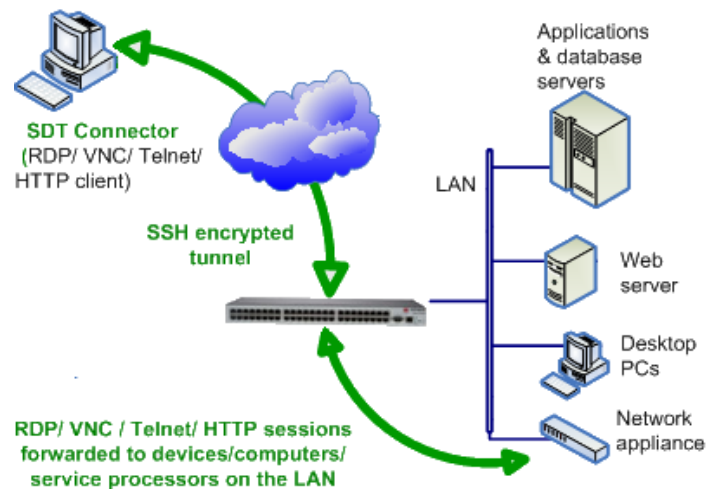 SDT Connector
(RDP/ VNC/ Telnet/
HTTP client)
SSH encrypted
tunnel
RDP/ VNC / Telnet/ HTTP sessions
forwarded to devices/computers/
service processors on the LAN
Applications
& database
servers
LAN
Web
server
Desktop
PCs
Network
appliance